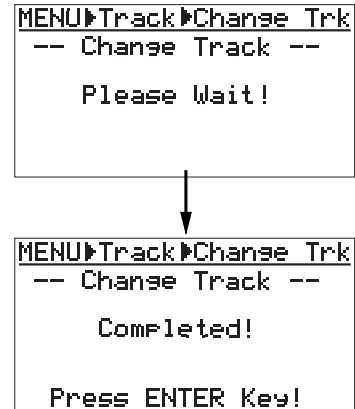 MENU▶Track▶Change Trk
-- Change Track --
Please Wait!
MENU▶Track▶Change Trk
-- Change Track --
Completed!
Press ENTER Key!